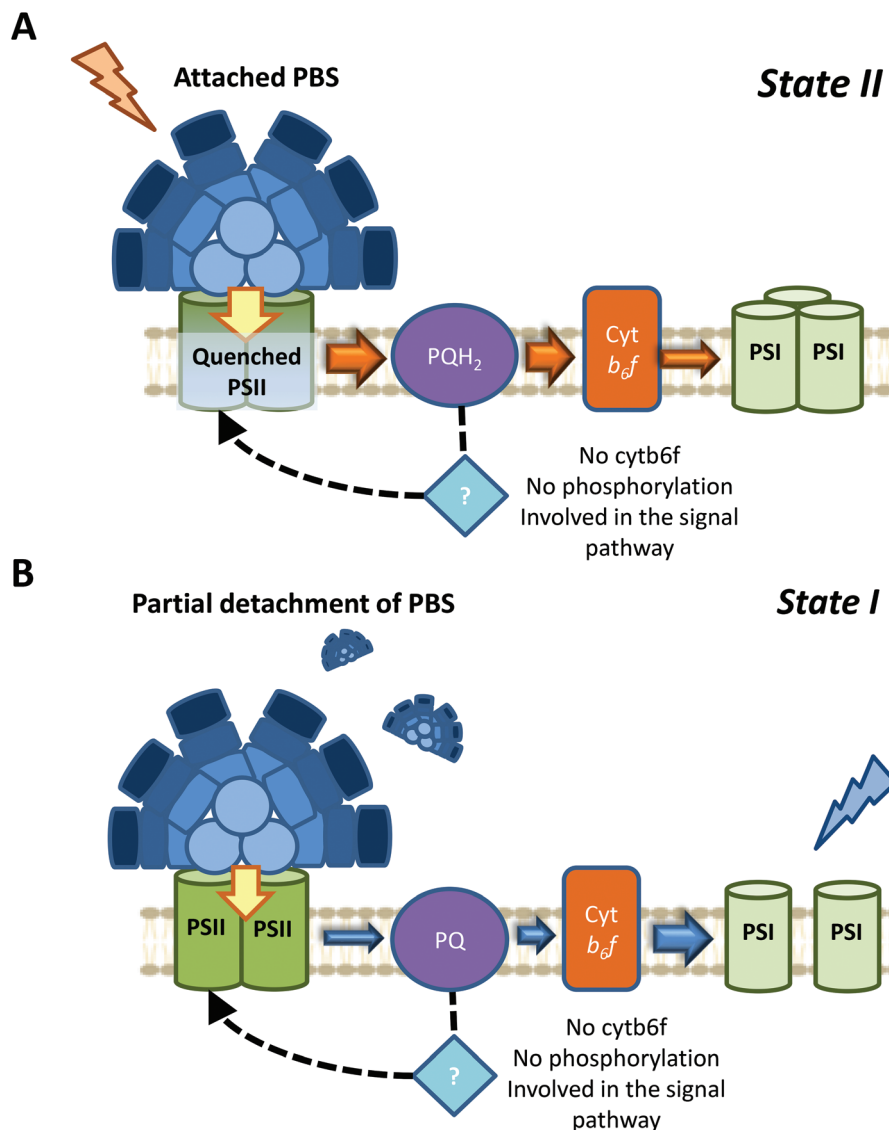 A
Attached PBS
State II
Quenched
PSII
PQH₂
Cyt
b₆f
PSI
PSI
?
No cytb6f
No phosphorylation
Involved in the signal
pathway
B
Partial detachment of PBS
State I
PSII
PSII
PQ
Cyt
b₆f
PSI
PSI
?
No cytb6f
No phosphorylation
Involved in the signal
pathway